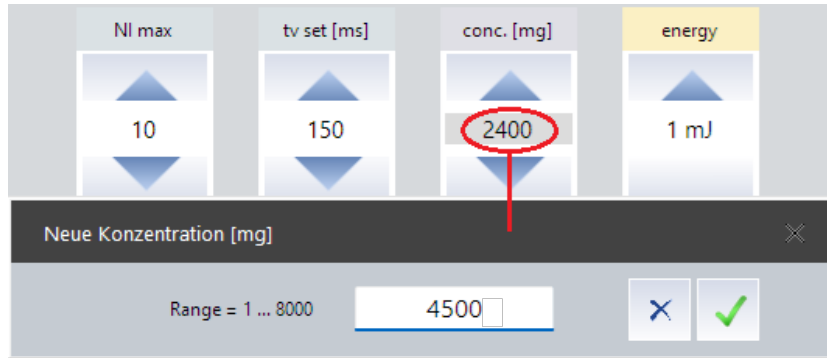 NI max tv set [ms] conc. [mg] energy
10 150 2400 1 mJ
Neue Konzentration [mg]
Range = 1 ... 8000 4500